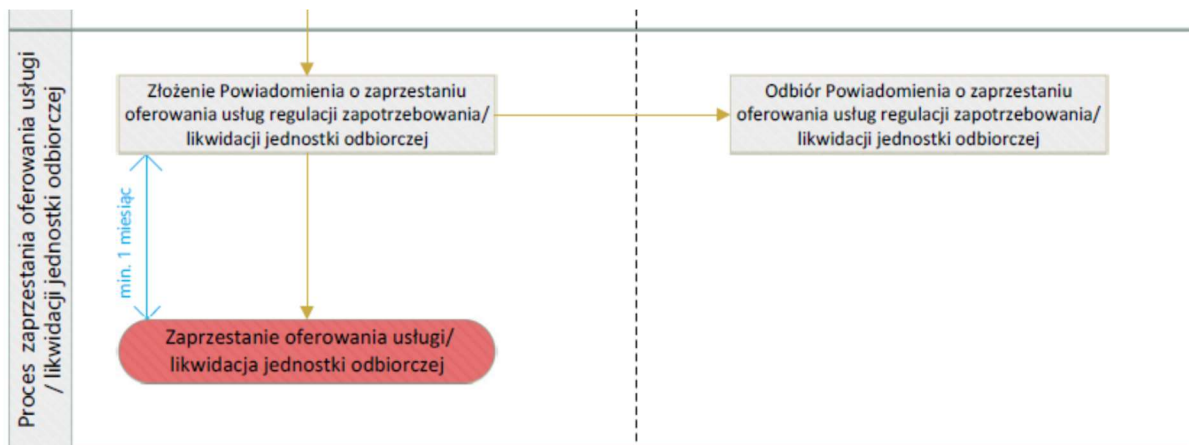 Proces zaprzestania oferowania usługi
/ likwidacji jednostki odbiorczej
Złożenie Powiadomienia o zaprzestaniu
oferowania usług regulacji zapotrzebowania/
likwidacji jednostki odbiorczej
Odbiór Powiadomienia o zaprzestaniu
oferowania usług regulacji zapotrzebowania/
likwidacji jednostki odbiorczej
min. 1 miesiąc
Zaprzestanie oferowania usługi/
likwidacja jednostki odbiorczej